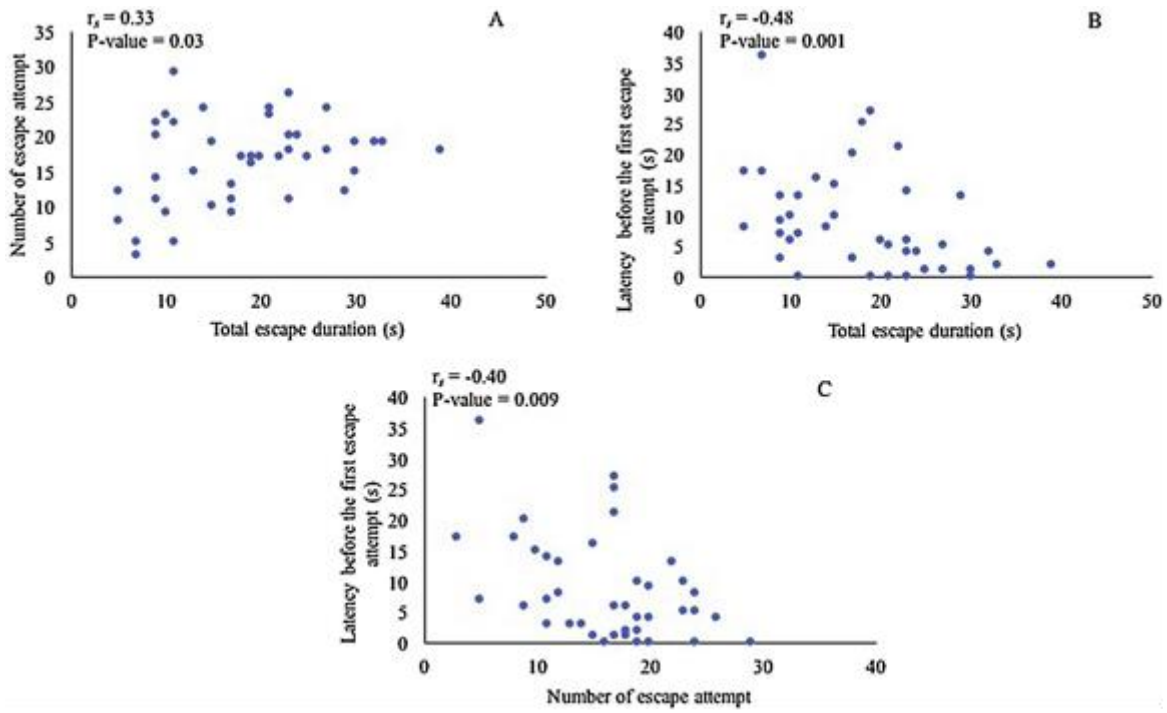 rs = 0.33
P-value = 0.03
A
35
30
25
20
15
10
5
0
Number of escape attempt
0 10 20 30 40 50
Total escape duration (s)
rs = -0.48
P-value = 0.001
B
40
35
30
25
20
15
10
5
0
Latency before the first escape
attempt (s)
0 10 20 30 40 50
Total escape duration (s)
rs = -0.40
P-value = 0.009
C
40
35
30
25
20
15
10
5
0
Latency before the first escape
attempt (s)
0 10 20 30 40
Number of escape attempt